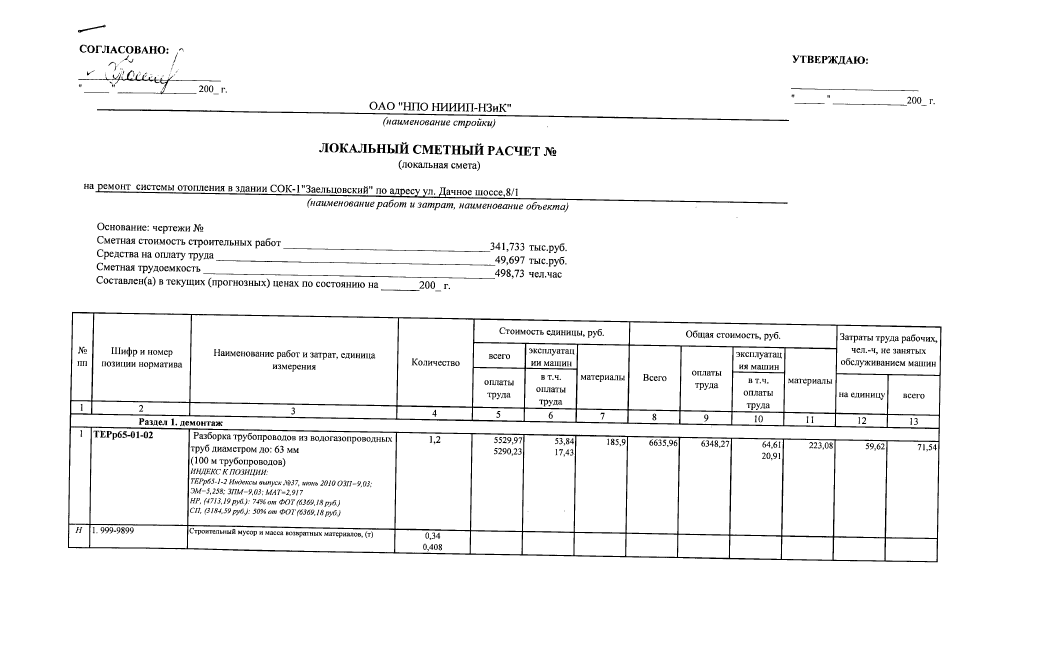 СОГЛАСОВАНО:
УТВЕРЖДАЮ:
"_____ "________________ 200_ г.
"_____ "________________200_ г.
ОАО "НПО НИИИП-НЗиК"
(наименование стройки)
ЛОКАЛЬНЫЙ СМЕТНЫЙ РАСЧЕТ №
(локальная смета)
на ремонт системы отопления в здании СОК-1"Заельцовский" по адресу ул. Дачное шоссе,8/1
(наименование работ и затрат, наименование объекта)
Основание: чертежи №
Сметная стоимость строительных работ 341,733 тыс.руб.
Средства на оплату труда 49,697 тыс.руб.
Сметная трудоемкость 498,73 чел.час
Составлен(а) в текущих (прогнозных) ценах по состоянию на _______200_ г.
№ пп
Шифр и номер позиции норматива
Наименование работ и затрат, единица измерения
Количество
Стоимость единицы, руб.
всего
оплаты труда
эксплуатац ия машин
в т.ч. оплаты труда
материалы
Общая стоимость, руб.
Всего
оплаты труда
эксплуатац ия машин
в т.ч. оплаты труда
материалы
Затраты труда рабочих, чел.-ч, не занятых обслуживанием машин
на единицу
всего
1 2 3 4 5 6 7 8 9 10 11 12 13
Раздел 1. демонтаж
1 ТЕРр65-01-02 Разборка трубопроводов из водогазопроводных 1,2 5529,97 53,84 185,9 6635,96 6348,27 64,61 223,08 59,62 71,54
труб диаметром до: 63 мм 5290,23 17,43 20,91
(100 м трубопроводов)
ИНДЕКС К ПОЗИЦИИ:
ТЕРр65-1-2 Индексы выпуск №37, июнь 2010 ОЗП=9,03;
ЭМ=5,258; ЗПМ=9,03; МАТ=2,917
НР, (4713,19 руб.): 74% от ФОТ (6369,18 руб.)
СП, (3184,59 руб.): 50% от ФОТ (6369,18 руб.)
Н 1. 999-9899 Строительный мусор и масса возвратных материалов, (т) 0,34
0,408